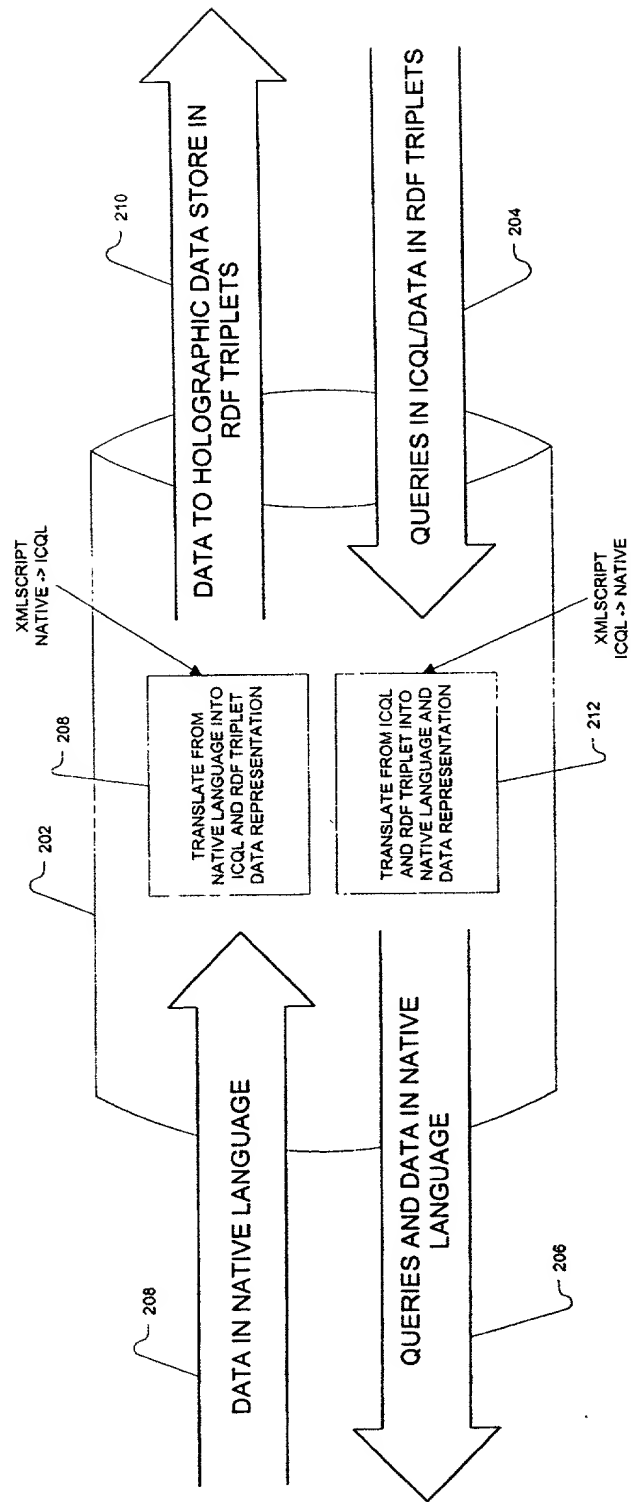 210
DATA TO HOLOGRAPHIC DATA STORE IN
RDF TRIPLETS
QUERIES IN ICQL/DATA IN RDF TRIPLETS
204
XMLSCRIPT
NATIVE -> ICQL
208
TRANSLATE FROM
NATIVE LANGUAGE INTO
ICQL AND RDF TRIPLET
DATA REPRESENTATION
XMLSCRIPT
ICQL -> NATIVE
TRANSLATE FROM ICQL
AND RDF TRIPLET INTO
NATIVE LANGUAGE AND
DATA REPRESENTATION
212
202
208
DATA IN NATIVE LANGUAGE
QUERIES AND DATA IN NATIVE
LANGUAGE
206